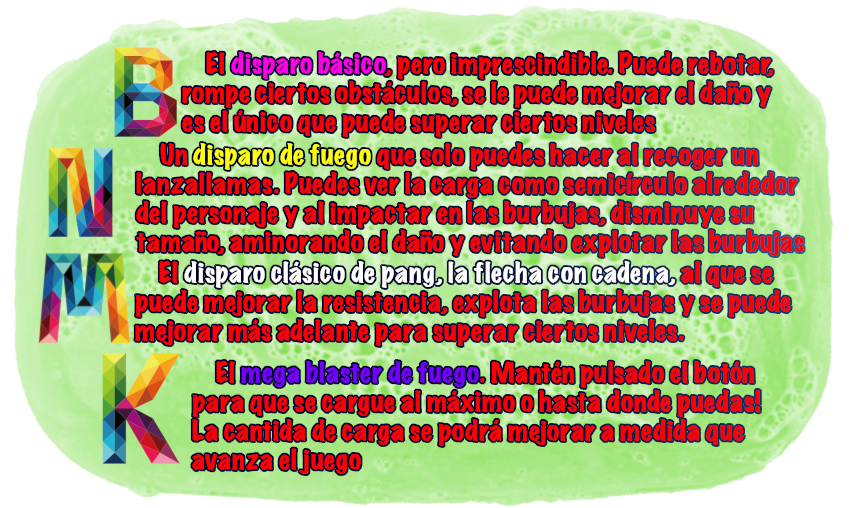 B El disparo básico, pero imprescindible. Puede rebotar,
rompe ciertos obstáculos, se le puede mejorar el daño y
es el único que puede superar ciertos niveles
N Un disparo de fuego que solo puedes hacer al recoger un
lanzallamas. Puedes ver la carga como semicírculo alrededor
del personaje y al impactar en las burbujas, disminuye su
tamaño, aminorando el daño y evitando explotar las burbujas
M El disparo clásico de pang, la flecha con cadena, al que se
puede mejorar la resistencia, explota las burbujas y se puede
mejorar más adelante para superar ciertos niveles.
K El mega blaster de fuego. Mantén pulsado el botón
para que se cargue al máximo o hasta donde puedas!
La cantida de carga se podrá mejorar a medida que
avanza el juego